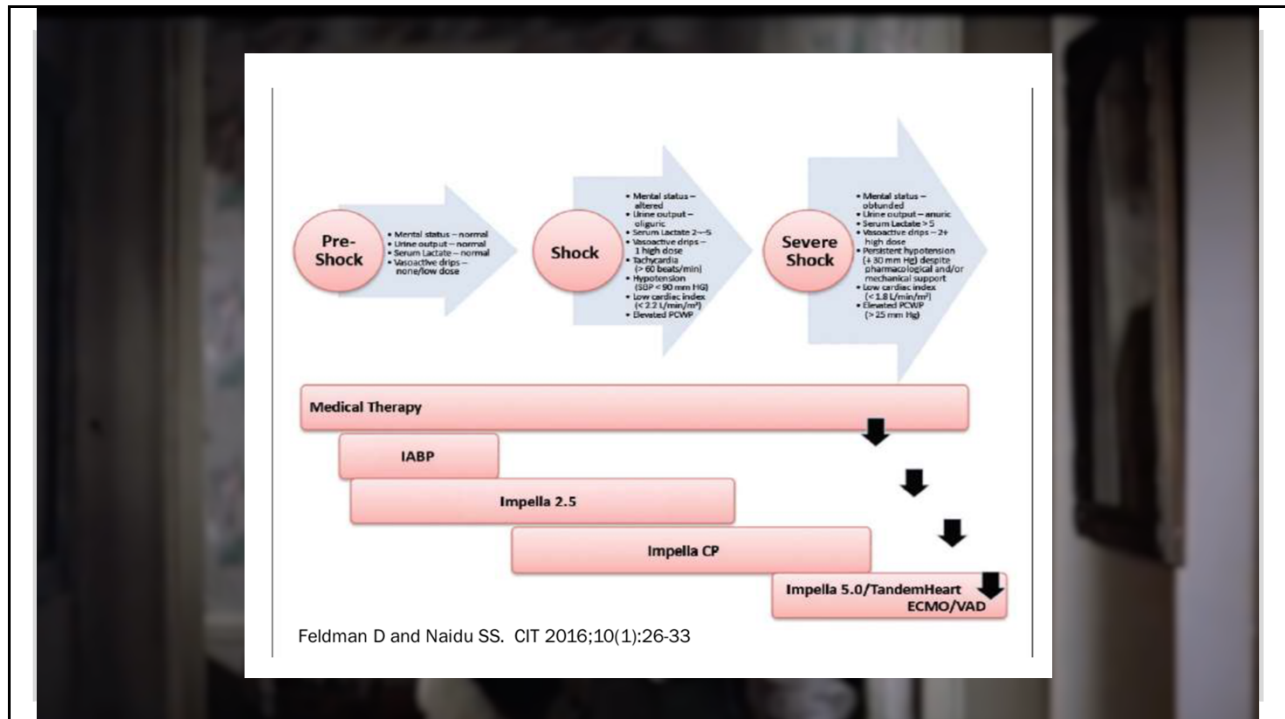 Pre-
Shock
• Mental status – normal
• Urine output – normal
• Serum Lactate – normal
• Vasoactive drips –
none/low dose
Shock
• Mental status –
altered
• Urine output –
oliguric
• Serum Lactate 2–5
• Vasoactive drips –
1 high dose
• Tachycardia
(> 60 beats/min)
• Hypotension
(SBP < 90 mm HG)
• Low cardiac index
(< 2.2 L/min/m²)
• Elevated PCWP
Severe
Shock
• Mental status –
obtunded
• Urine output – anuric
• Serum Lactate > 5
• Vasoactive drips – 2+
high dose
• Persistent hypotension
(↓ 30 mm Hg) despite
pharmacological and/or
mechanical support
• Low cardiac index
(< 1.8 L/min/m²)
• Elevated PCWP
(> 25 mm Hg)
Medical Therapy
IABP
Impella 2.5
Impella CP
Impella 5.0/TandemHeart
ECMO/VAD
Feldman D and Naidu SS. CIT 2016;10(1):26-33